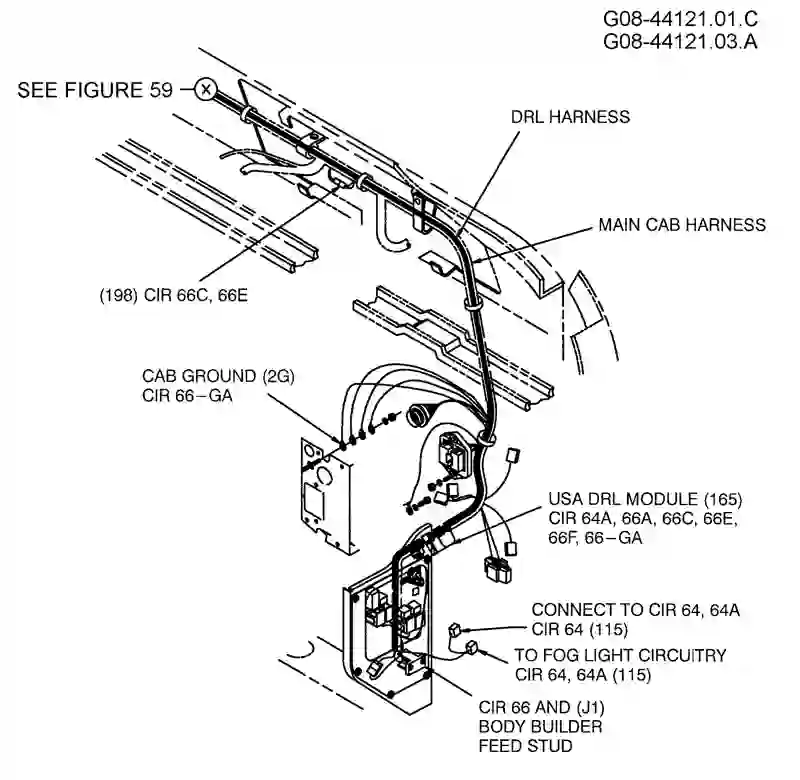 G08-44121.01.C
G08-44121.03.A
SEE FIGURE 59
X
DRL HARNESS
MAIN CAB HARNESS
(198) CIR 66C, 66E
CAB GROUND (2G)
CIR 66-GA
USA DRL MODULE (165)
CIR 64A, 66A, 66C, 66E,
66F, 66-GA
CONNECT TO CIR 64, 64A
CIR 64 (115)
TO FOG LIGHT CIRCUITRY
CIR 64, 64A (115)
CIR 66 AND (J1)
BODY BUILDER
FEED STUD